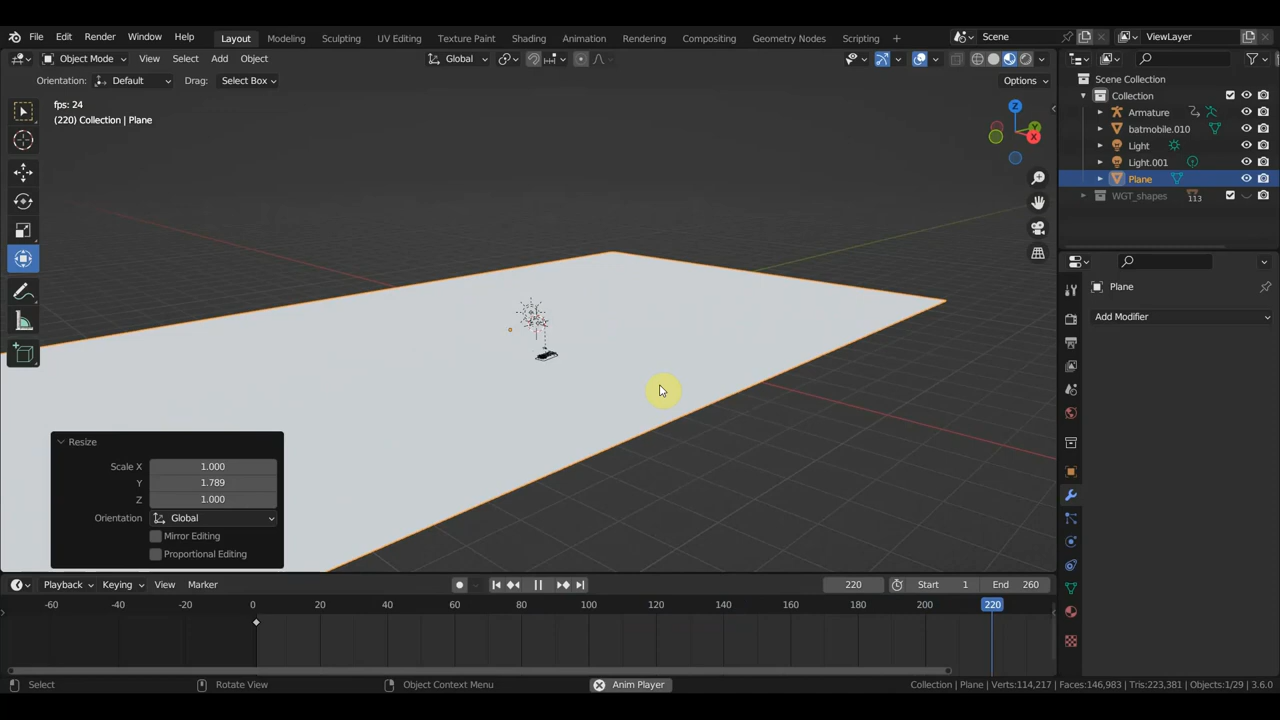 File Edit Render Window Help Layout Modeling Sculpting UV Editing Texture Paint Shading Animation Rendering Compositing Geometry Nodes Scripting + Scene ViewLayer
Object Mode View Select Add Object Global
Orientation: Default Drag: Select Box Options
fps: 24
(220) Collection | Plane
Z
Y
X
Scene Collection
Collection
Armature
batmobile.010
Light
Light.001
Plane
WGT_shapes 113
Plane
Add Modifier
Resize
Scale X 1.000
Y 1.789
Z 1.000
Orientation Global
Mirror Editing
Proportional Editing
Playback Keying View Marker 220 Start 1 End 260
-60 -40 -20 0 20 40 60 80 100 120 140 160 180 200 220
Select Rotate View Object Context Menu Anim Player Collection | Plane | Verts:114,217 | Faces:146,983 | Tris:223,381 | Objects:1/29 | 3.6.0